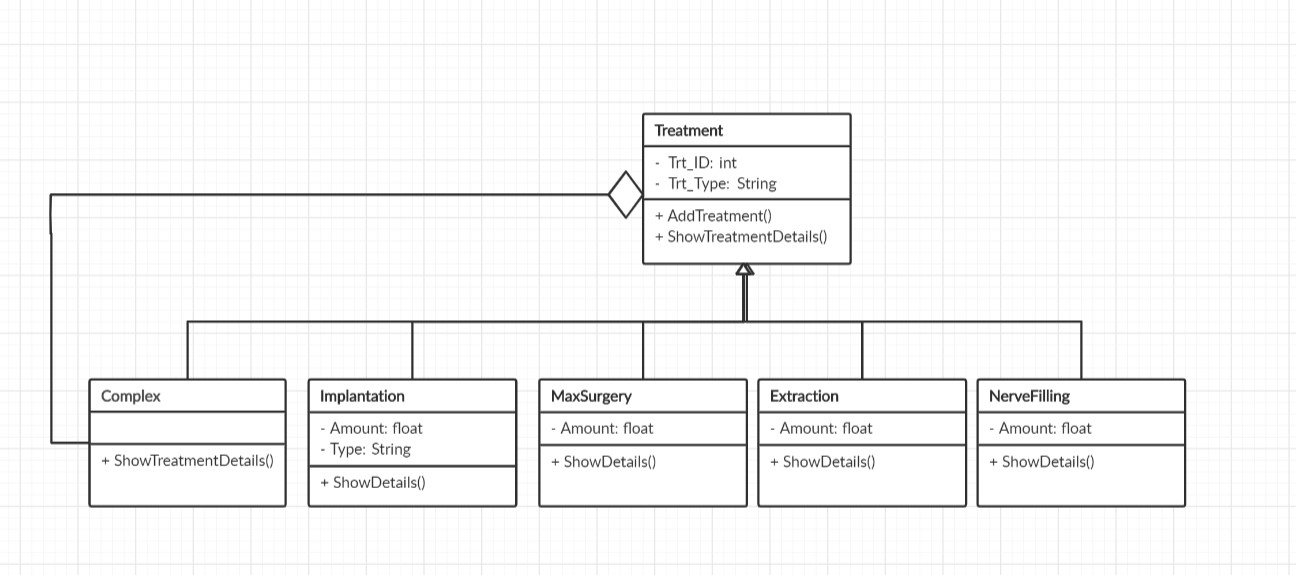 Treatment
- Trt_ID: int
- Trt_Type: String
+ AddTreatment()
+ ShowTreatmentDetails()
Complex
+ ShowTreatmentDetails()
Implantation
- Amount: float
- Type: String
+ ShowDetails()
MaxSurgery
- Amount: float
+ ShowDetails()
Extraction
- Amount: float
+ ShowDetails()
NerveFilling
- Amount: float
+ ShowDetails()